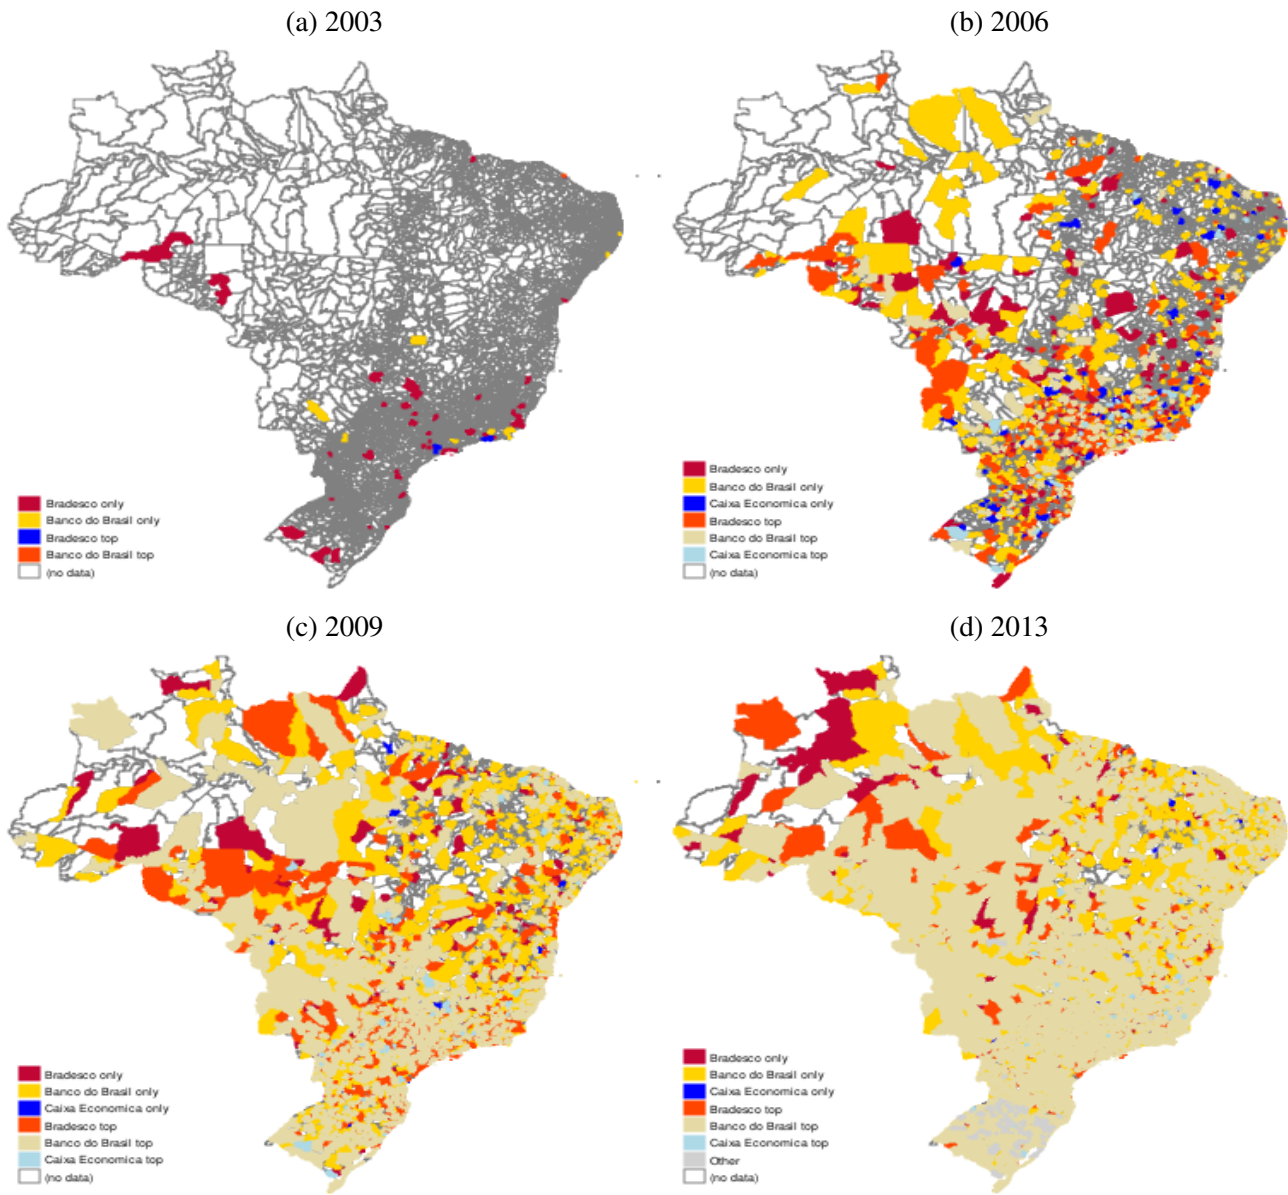 (a) 2003
(b) 2006
Bradesco only
Banco do Brasil only
Bradesco top
Banco do Brasil top
(no data)
Bradesco only
Banco do Brasil only
Caixa Economica only
Bradesco top
Banco do Brasil top
Caixa Economica top
(no data)
(c) 2009
(d) 2013
Bradesco only
Banco do Brasil only
Caixa Economica only
Bradesco top
Banco do Brasil top
Caixa Economica top
(no data)
Bradesco only
Banco do Brasil only
Caixa Economica only
Bradesco top
Banco do Brasil top
Caixa Economica top
Other
(no data)